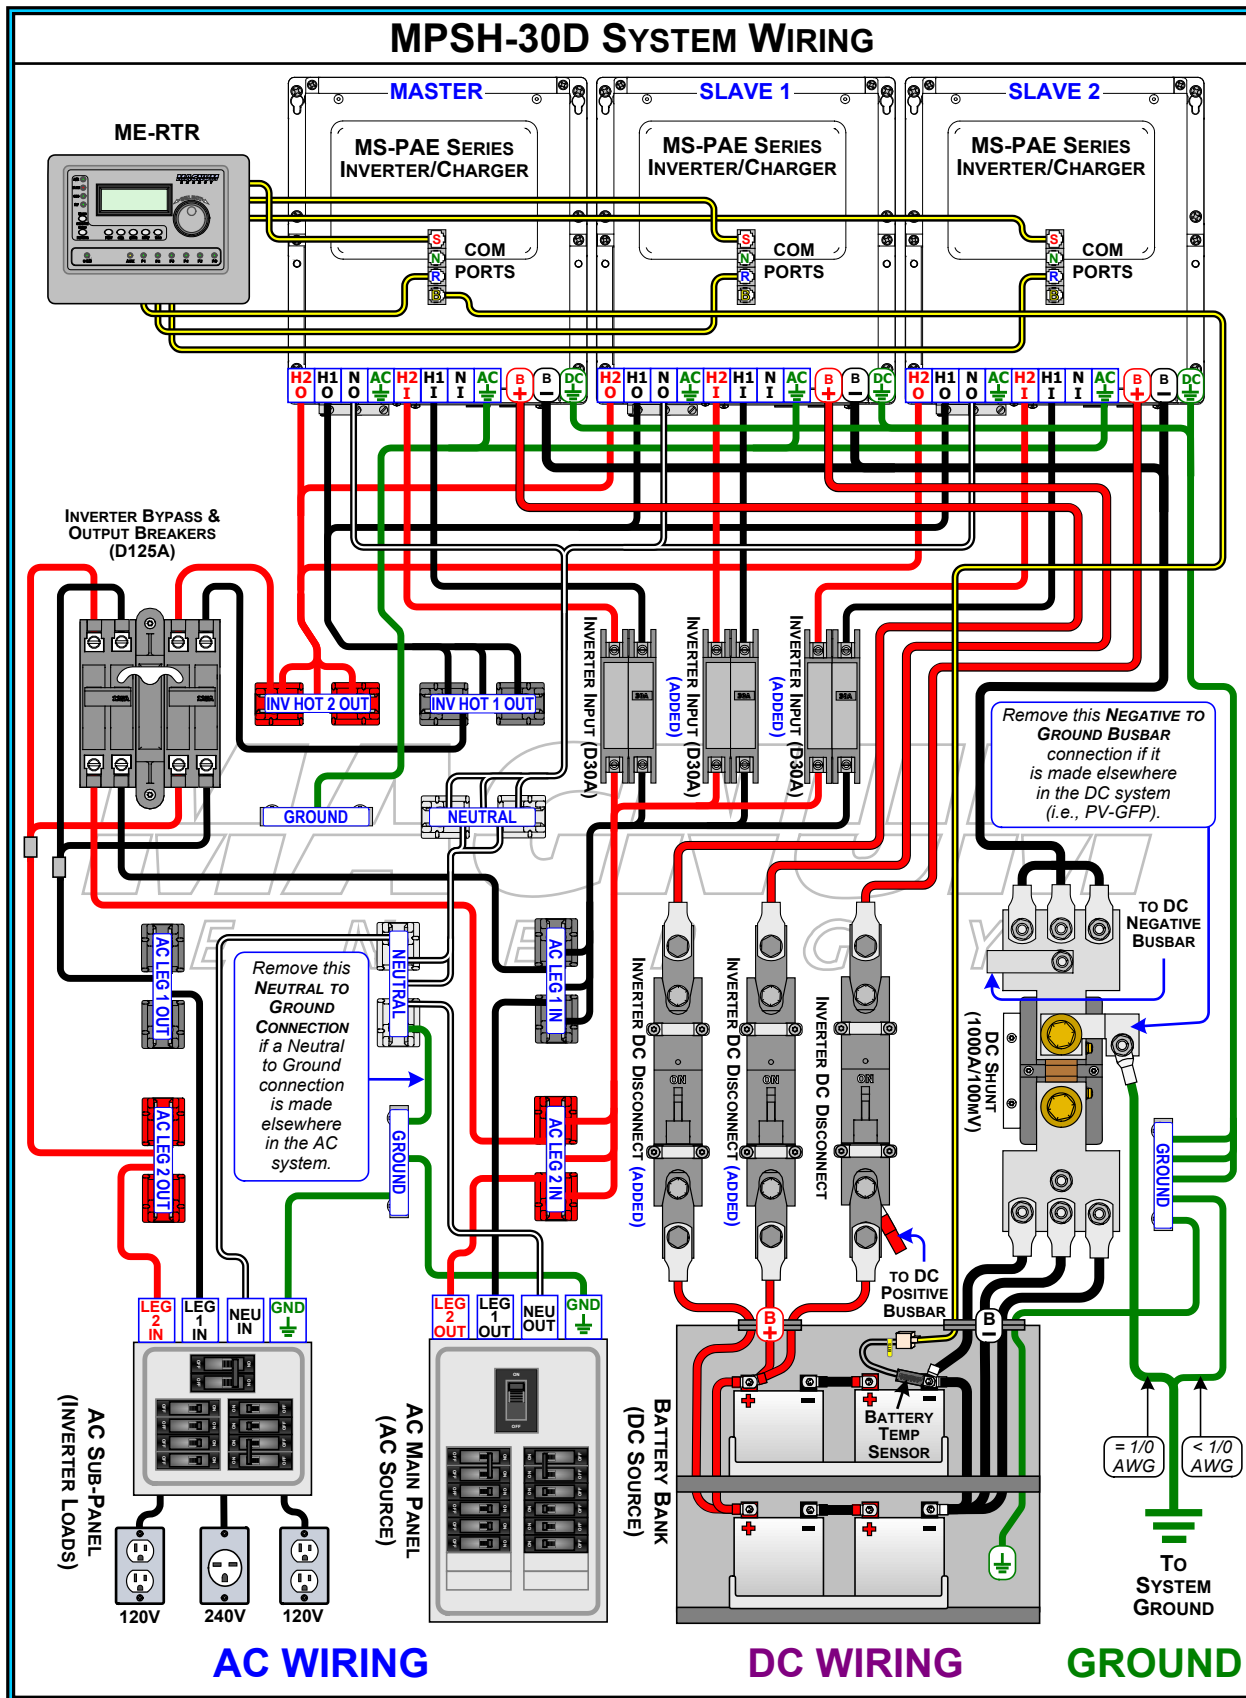 MPSH-30D SYSTEM WIRING
MASTER
SLAVE 1
SLAVE 2
ME-RTR
MS-PAE SERIES
INVERTER/CHARGER
MS-PAE SERIES
INVERTER/CHARGER
MS-PAE SERIES
INVERTER/CHARGER
S
N
R
B
COM
PORTS
S
N
R
B
COM
PORTS
S
N
R
B
COM
PORTS
H2 O
H1 O
N O
AC
H2 I
H1 I
N I
AC
B +
B −
DC
H2 O
H1 O
N O
AC
H2 I
H1 I
N I
AC
B +
B −
DC
H2 O
H1 O
N O
AC
H2 I
H1 I
N I
AC
B +
B −
DC
INVERTER BYPASS &
OUTPUT BREAKERS
(D125A)
INV HOT 2 OUT
INV HOT 1 OUT
GROUND
NEUTRAL
INVERTER INPUT (D30A)
INVERTER INPUT (D30A)
(ADDED)
INVERTER INPUT (D30A)
(ADDED)
30A
30A
30A
Remove this NEGATIVE TO
GROUND BUSBAR
connection if it
is made elsewhere
in the DC system
(i.e., PV-GFP).
MAGNUM
ENERGY
TO DC
NEGATIVE
BUSBAR
AC LEG 1 OUT
NEUTRAL
AC LEG 1 IN
Remove this
NEUTRAL TO
GROUND
CONNECTION
if a Neutral
to Ground
connection
is made
elsewhere
in the AC
system.
AC LEG 2 OUT
GROUND
AC LEG 2 IN
INVERTER DC DISCONNECT (ADDED)
INVERTER DC DISCONNECT (ADDED)
INVERTER DC DISCONNECT
ON
ON
ON
DC SHUNT
(1000A/100MV)
GROUND
TO DC
POSITIVE
BUSBAR
LEG
2
IN
LEG
1
IN
NEU
IN
GND
LEG
2
OUT
LEG
1
OUT
NEU
OUT
GND
B +
B −
AC SUB-PANEL
(INVERTER LOADS)
AC MAIN PANEL
(AC SOURCE)
ON
OFF
BATTERY BANK
(DC SOURCE)
BATTERY
TEMP
SENSOR
+
−
+
−
+
−
+
−
= 1/0
AWG
< 1/0
AWG
TO
SYSTEM
GROUND
120V
240V
120V
AC WIRING
DC WIRING
GROUND